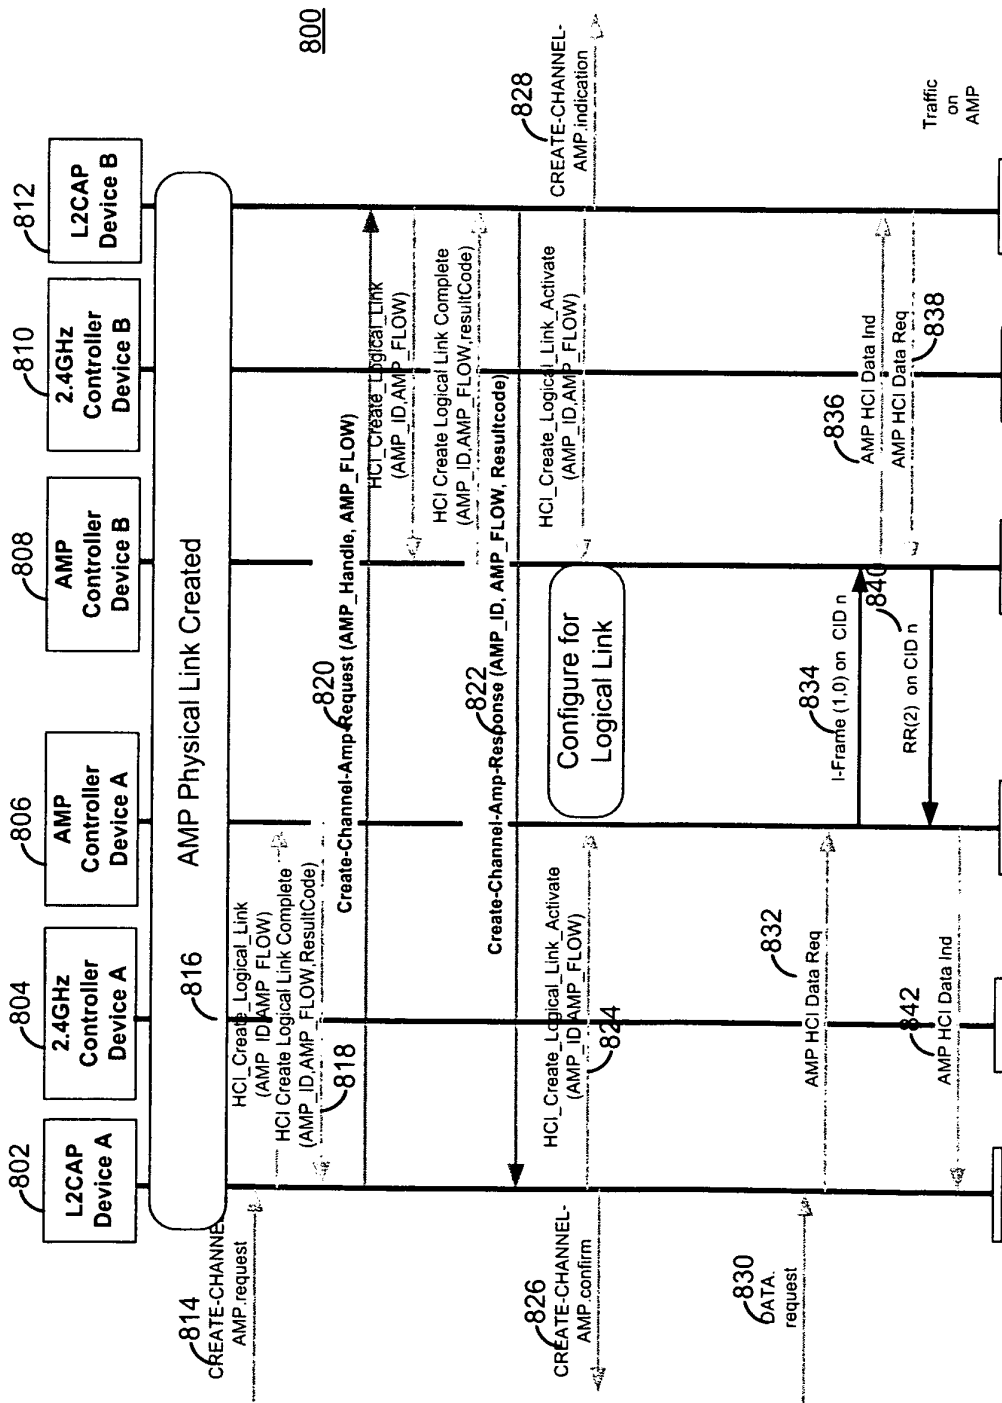 800
802
L2CAP
Device A
804
2.4GHz
Controller
Device A
806
AMP
Controller
Device A
808
AMP
Controller
Device B
810
2.4GHz
Controller
Device B
812
L2CAP
Device B
AMP Physical Link Created
814
CREATE-CHANNEL-
AMP.request
816
HCI_Create_Logical_Link
(AMP_ID,AMP_FLOW)
HCI Create Logical Link Complete
(AMP_ID,AMP_FLOW,ResultCode)
818
820
Create-Channel-Amp-Request (AMP_Handle, AMP_FLOW)
HCI_Create_Logical_Link
(AMP_ID,AMP_FLOW)
HCI Create Logical Link Complete
(AMP_ID,AMP_FLOW,resultCode)
822
Create-Channel-Amp-Response (AMP_ID, AMP_FLOW, Resultcode)
HCI_Create_Logical_Link_Activate
(AMP_ID,AMP_FLOW)
824
HCI_Create_Logical_Link_Activate
(AMP_ID,AMP_FLOW)
826
CREATE-CHANNEL-
AMP.confirm
828
CREATE-CHANNEL-
AMP.indication
Configure for
Logical Link
830
DATA.
request
832
AMP HCI Data Req
834
I-Frame (1,0) on CID n
836
AMP HCI Data Ind
AMP HCI Data Req
838
840
RR(2) on CID n
842
AMP HCI Data Ind
Traffic
on
AMP